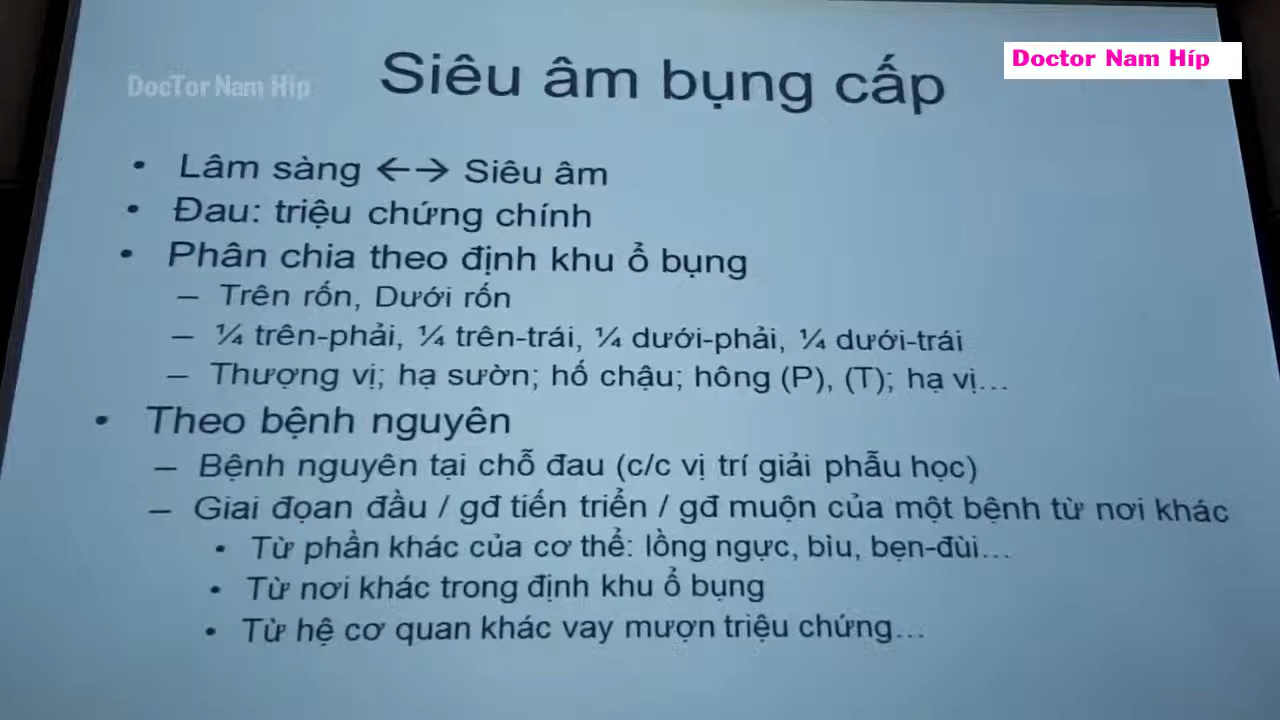 Doctor Nam Híp
DocTor Nam Hip
Siêu âm bụng cấp
• Lâm sàng ←→ Siêu âm
• Đau: triệu chứng chính
• Phân chia theo định khu ổ bụng
– Trên rốn, Dưới rốn
– ¼ trên-phải, ¼ trên-trái, ¼ dưới-phải, ¼ dưới-trái
– Thượng vị; hạ sườn; hố chậu; hông (P), (T); hạ vị...
• Theo bệnh nguyên
– Bệnh nguyên tại chỗ đau (c/c vị trí giải phẫu học)
– Giai đọan đầu / gđ tiến triển / gđ muộn của một bệnh từ nơi khác
• Từ phần khác của cơ thể: lồng ngực, bìu, bẹn-đùi...
• Từ nơi khác trong định khu ổ bụng
• Từ hệ cơ quan khác vay mượn triệu chứng...